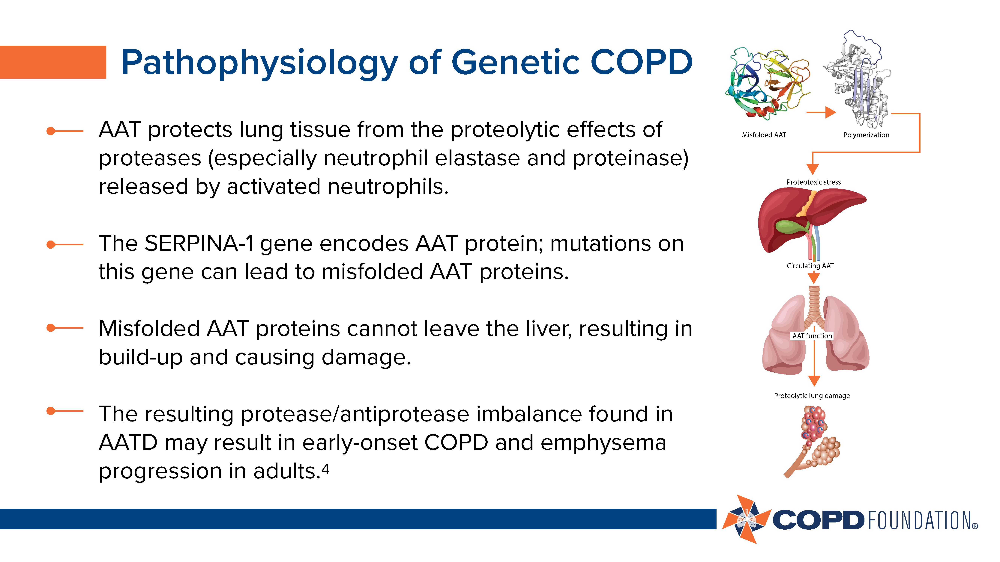 Pathophysiology of Genetic COPD
AAT protects lung tissue from the proteolytic effects of
proteases (especially neutrophil elastase and proteinase)
released by activated neutrophils.
The SERPINA-1 gene encodes AAT protein; mutations on
this gene can lead to misfolded AAT proteins.
Misfolded AAT proteins cannot leave the liver, resulting in
build-up and causing damage.
The resulting protease/antiprotease imbalance found in
AATD may result in early-onset COPD and emphysema
progression in adults.4
Misfolded AAT
Polymerization
Proteotoxic stress
Circulating AAT
AAT function
Proteolytic lung damage
COPD FOUNDATION®